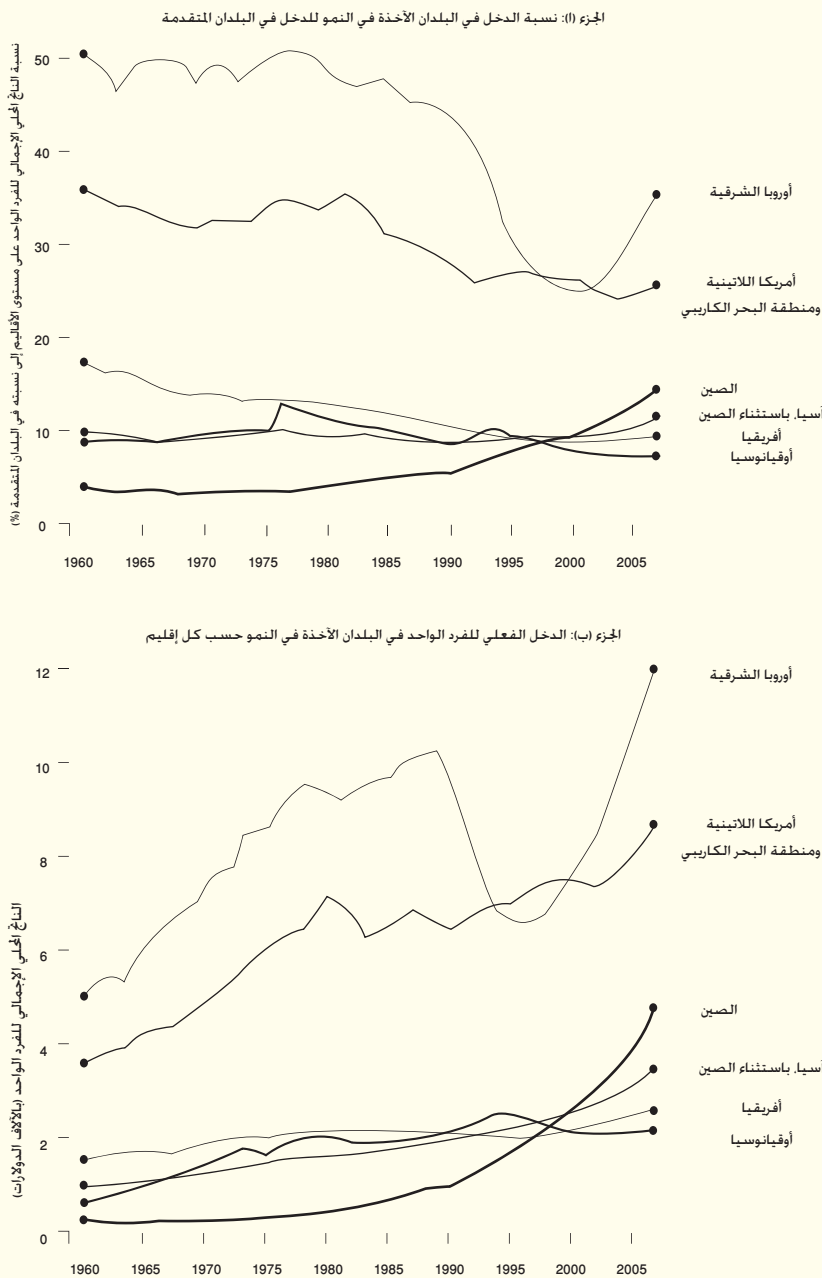 الجزء (ا): نسبة الدخل في البلدان الآخذة في النمو للدخل في البلدان المتقدمة
نسبة الناتج المحلي الإجمالي للفرد الواحد على مستوى الأقاليم إلى نسبته في البلدان المتقدمة (%)
50
40
30
20
10
0
أوروبا الشرقية
أمريكا اللاتينية
ومنطقة البحر الكاريبي
الصين
آسيا، باستثناء الصين
أفريقيا
أوقيانوسيا
1960 1965 1970 1975 1980 1985 1990 1995 2000 2005
الجزء (ب): الدخل الفعلي للفرد الواحد في البلدان الآخذة في النمو حسب كل إقليم
الناتج المحلي الإجمالي للفرد الواحد (بالآلاف الدولارات)
12
10
8
6
4
2
0
أوروبا الشرقية
أمريكا اللاتينية
ومنطقة البحر الكاريبي
الصين
آسيا، باستثناء الصين
أفريقيا
أوقيانوسيا
1960 1965 1970 1975 1980 1985 1990 1995 2000 2005